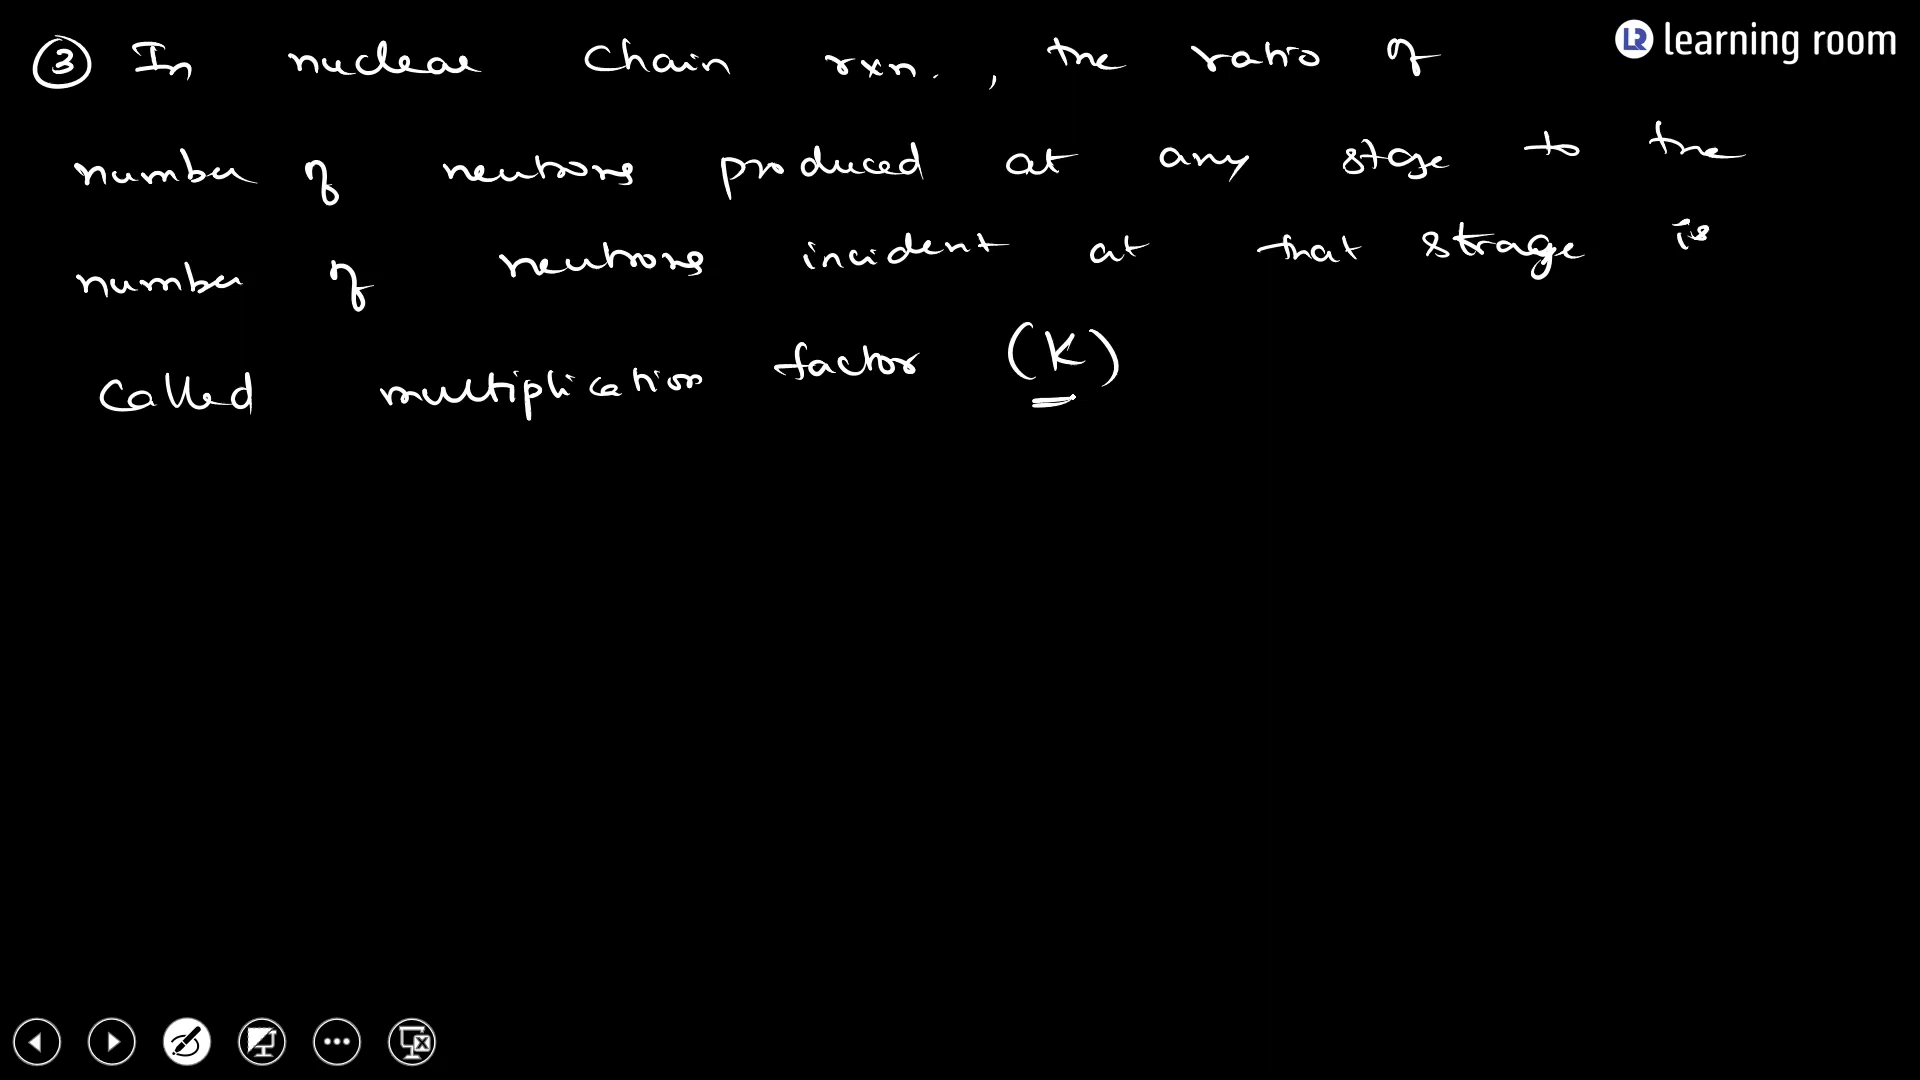 learning room
③ In nuclear chain rxn., the ratio of
number of neutrons produced at any stage to the
number of neutrons incident at that strage is
called multiplication factor (K)